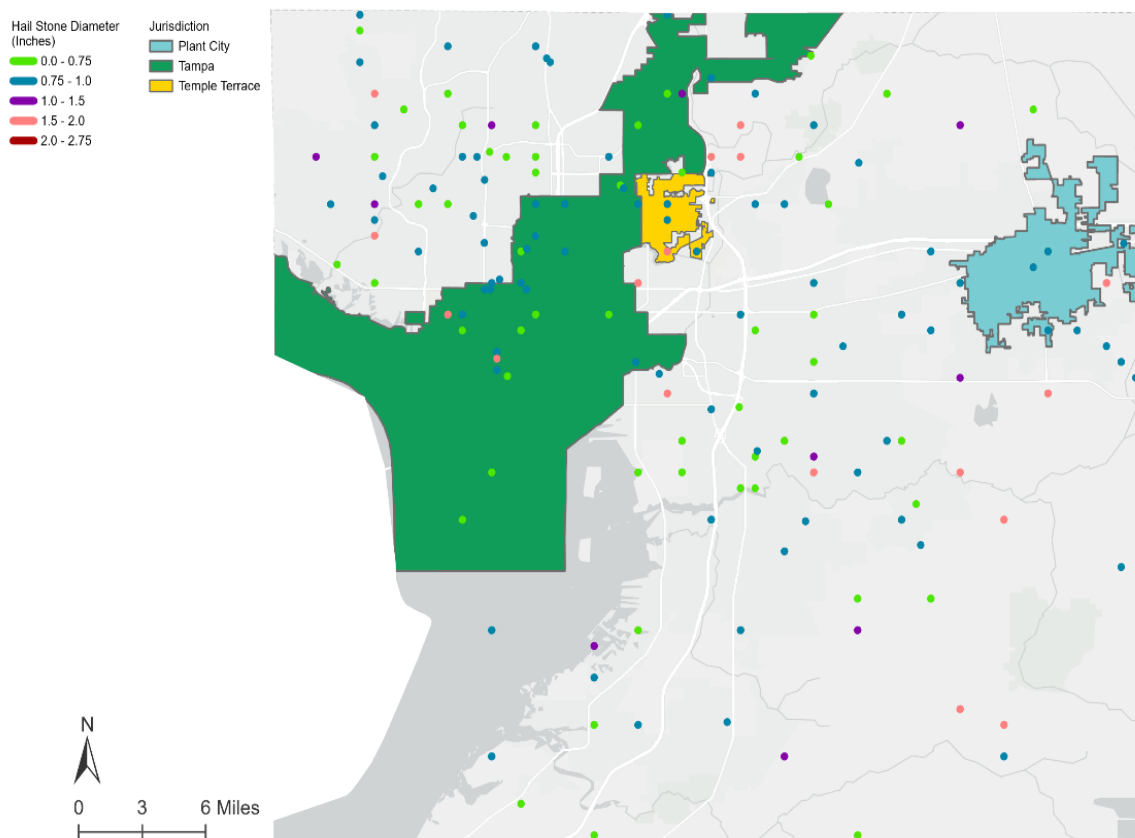 Hail Stone Diameter
(Inches)
0.0 - 0.75
0.75 - 1.0
1.0 - 1.5
1.5 - 2.0
2.0 - 2.75
Jurisdiction
Plant City
Tampa
Temple Terrace
N
0 3 6 Miles